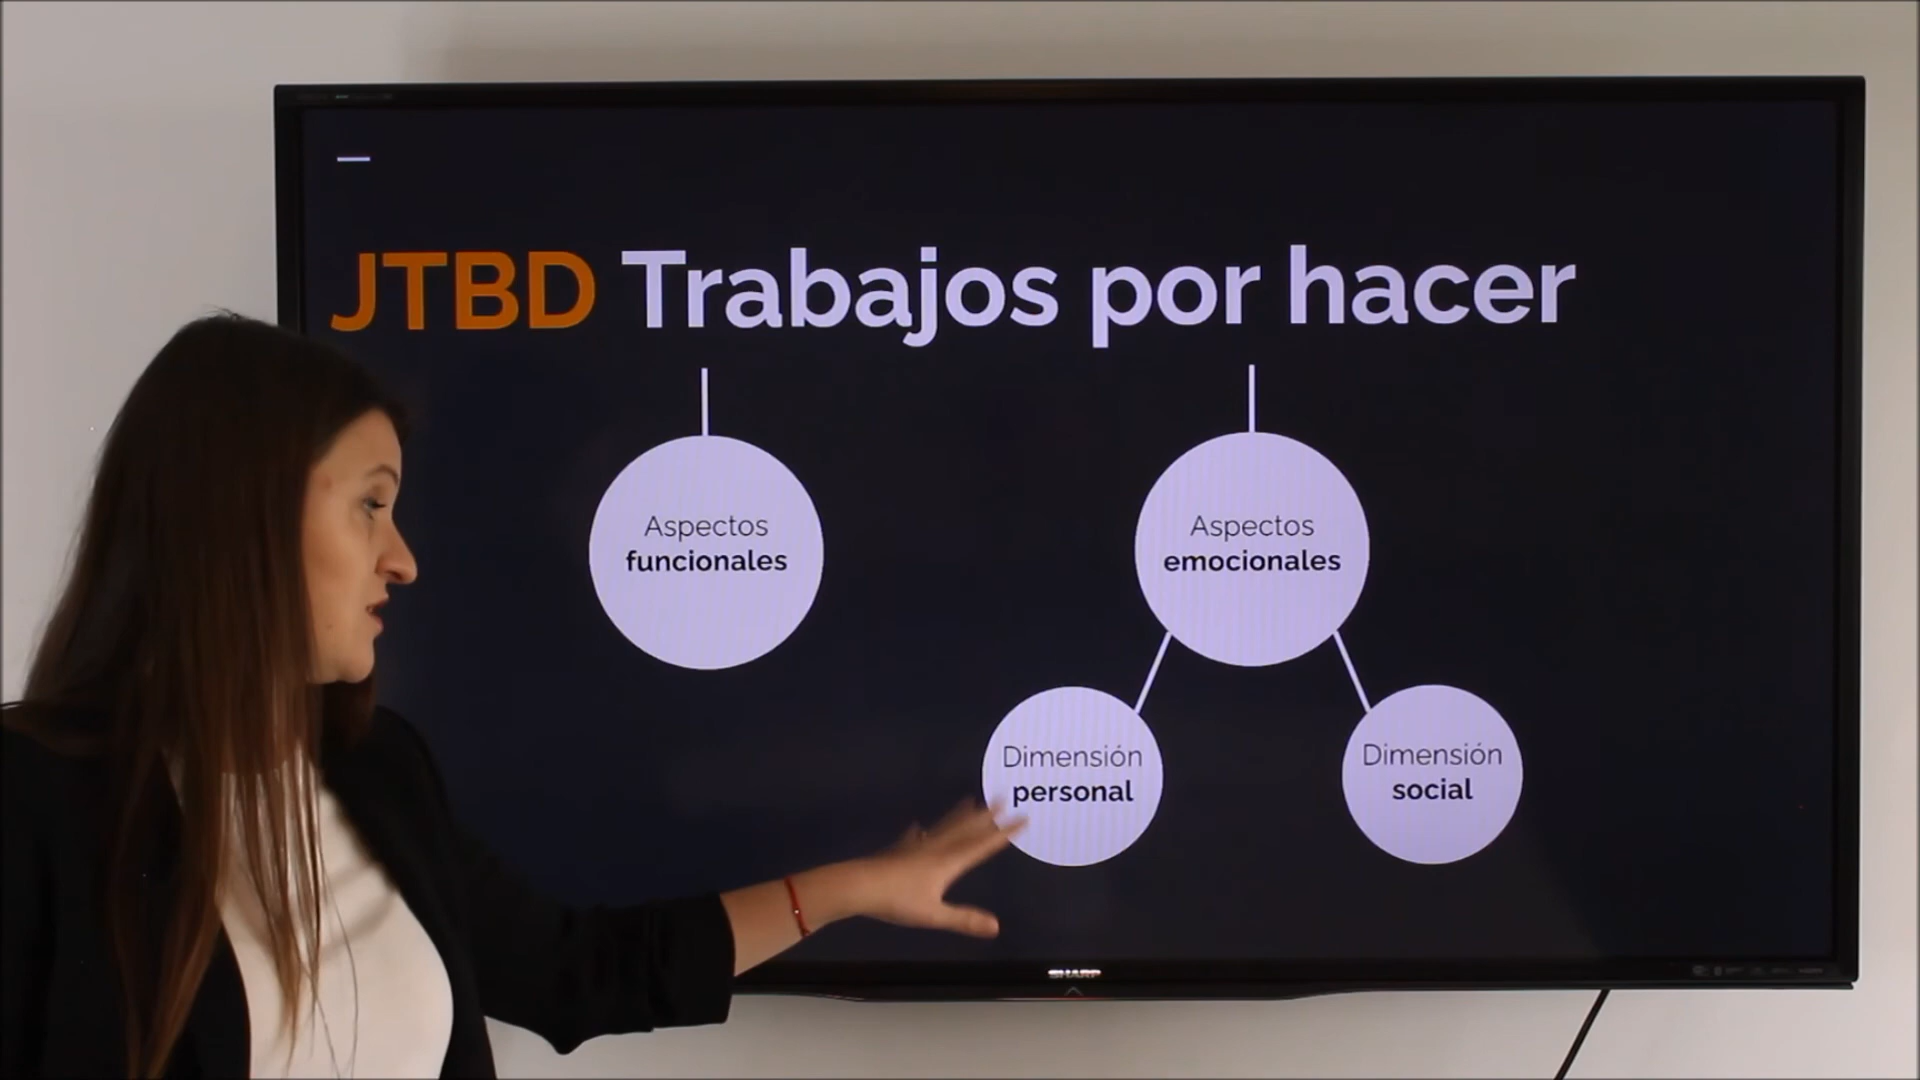 JTBD Trabajos por hacer
Aspectos
funcionales
Aspectos
emocionales
Dimensión
personal
Dimensión
social
SHARP